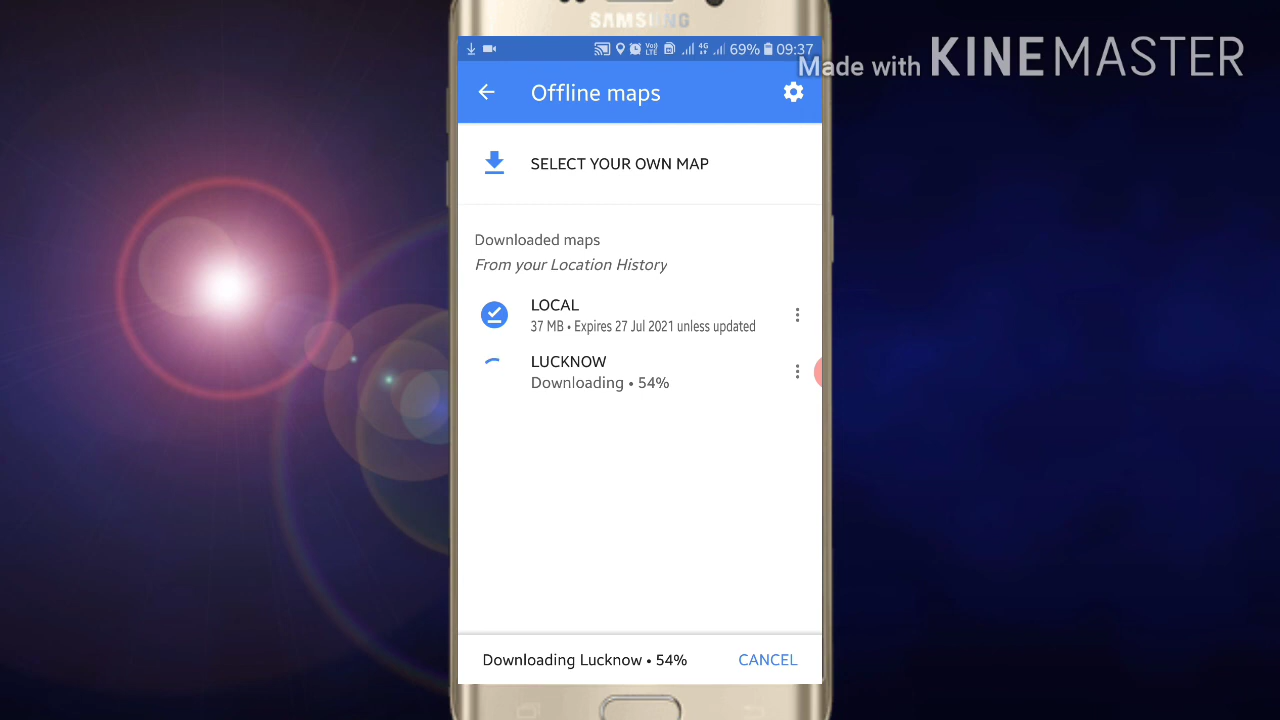 SAMSUNG
69% 09:37
Made with KINEMASTER
Offline maps
SELECT YOUR OWN MAP
Downloaded maps
From your Location History
LOCAL
37 MB • Expires 27 Jul 2021 unless updated
LUCKNOW
Downloading • 54%
Downloading Lucknow • 54%
CANCEL